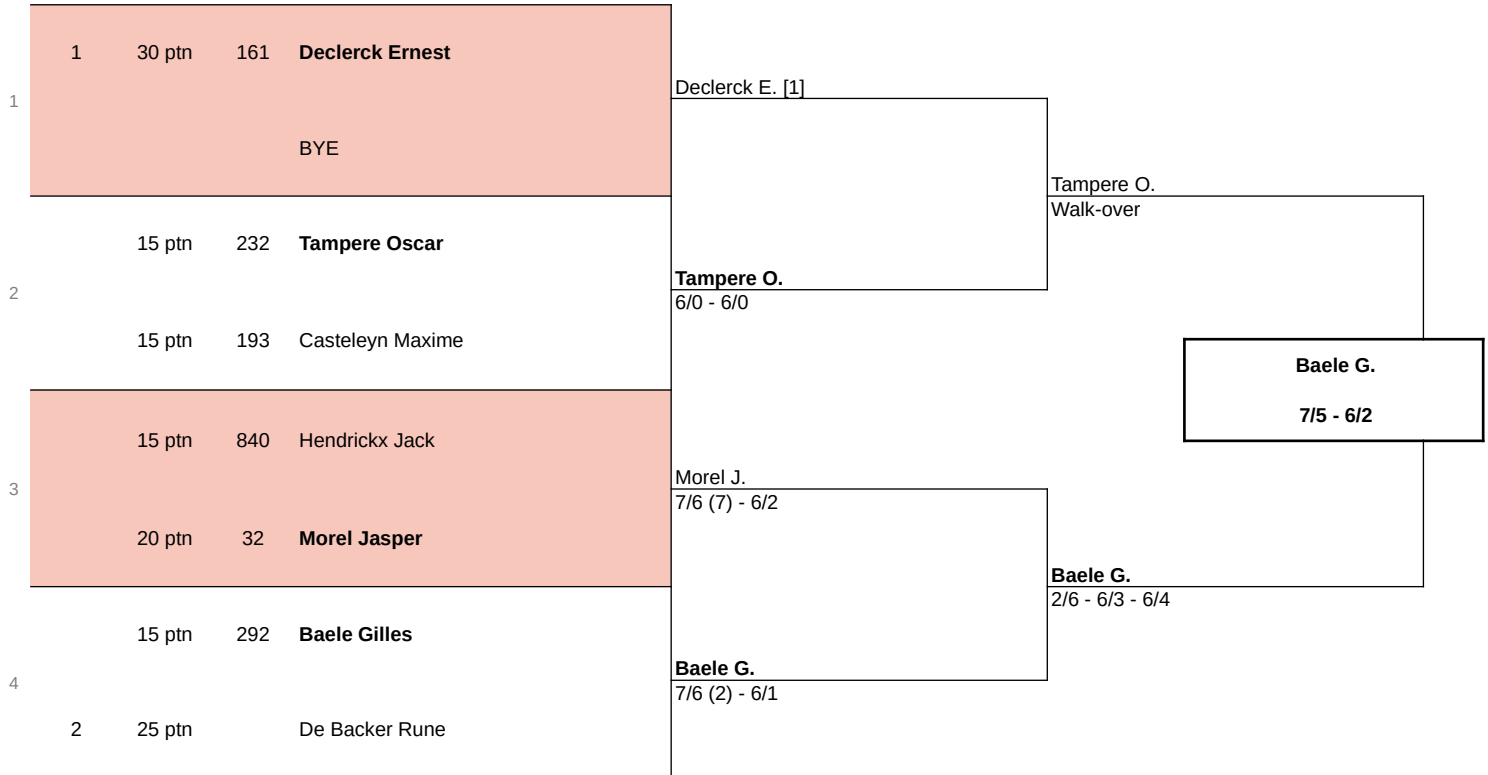 1 30 ptn 161 Declerck Ernest
Declerck E. [1]
1
BYE
Tampere O.
Walk-over
15 ptn 232 Tampere Oscar
Tampere O.
2
6/0 - 6/0
15 ptn 193 Casteleyn Maxime
Baele G.
7/5 - 6/2
15 ptn 840 Hendrickx Jack
Morel J.
3
7/6 (7) - 6/2
20 ptn 32 Morel Jasper
Baele G.
2/6 - 6/3 - 6/4
15 ptn 292 Baele Gilles
Baele G.
4
7/6 (2) - 6/1
2 25 ptn De Backer Rune